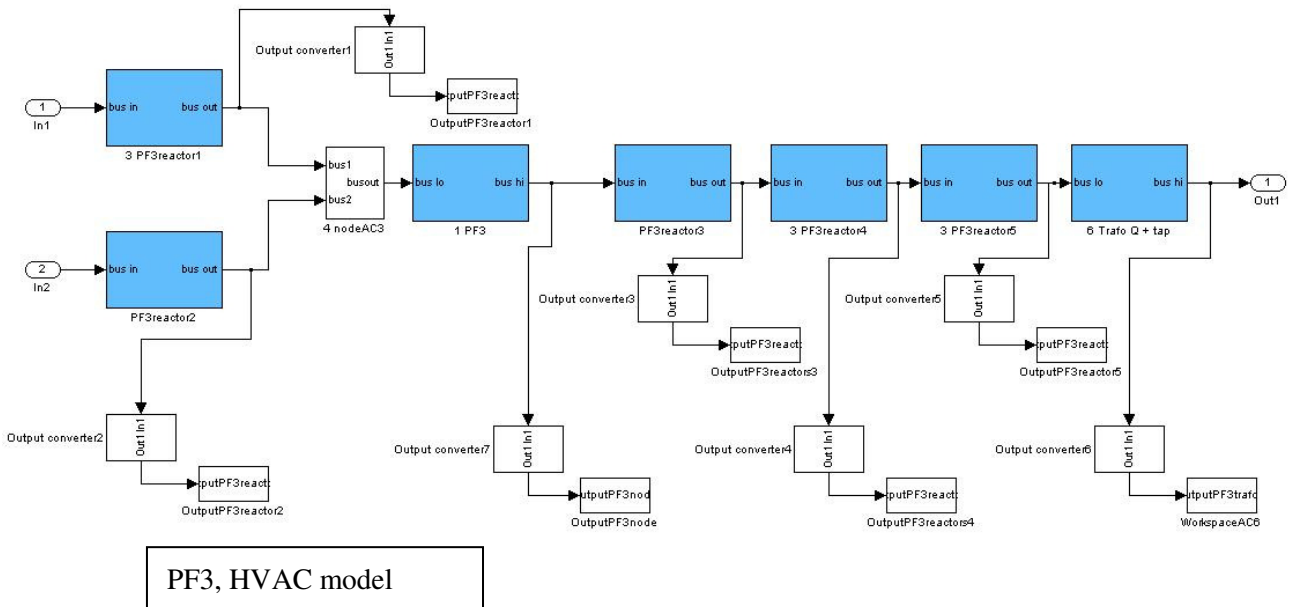 Output converter1
Out1 In1
:putPF3react:
OutputPF3reactor1
1
In1
bus in
bus out
3 PF3reactor1
bus1
bus2
busout
4 nodeAC3
bus lo
bus hi
1 PF3
bus in
bus out
PF3reactor3
bus in
bus out
3 PF3reactor4
bus in
bus out
3 PF3reactor5
bus lo
bus hi
6 Trafo Q + tap
1
Out1
2
In2
bus in
bus out
PF3reactor2
Output converter3
Out1 In1
:putPF3react:
OutputPF3reactors3
Output converter5
Out1 In1
:putPF3react:
OutputPF3reactor5
Output converter2
Out1 In1
:putPF3react:
OutputPF3reactor2
Output converter7
Out1 In1
utputPF3nod
OutputPF3node
Output converter4
Out1 In1
:putPF3react:
OutputPF3reactors4
Output converter6
Out1 In1
utputPF3trafo
WorkspaceAC6
PF3, HVAC model